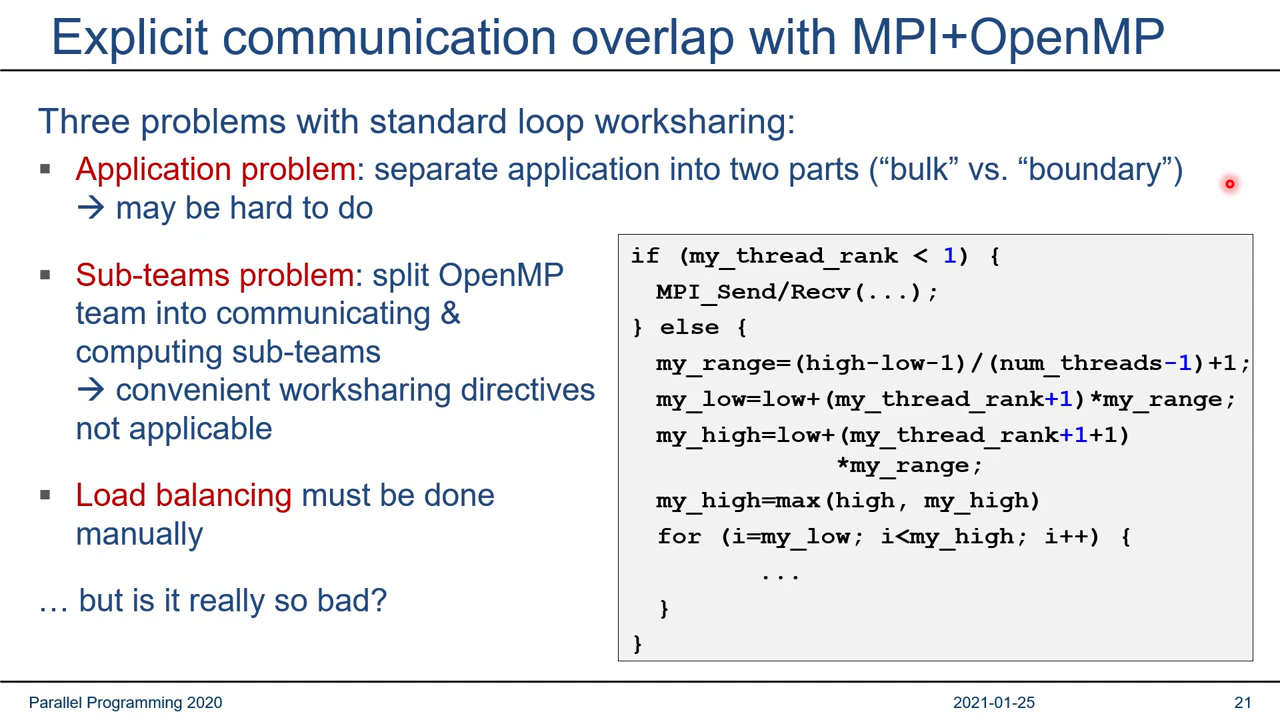 Explicit communication overlap with MPI+OpenMP
Three problems with standard loop worksharing:
▪ Application problem: separate application into two parts (“bulk” vs. “boundary”)
→ may be hard to do
▪ Sub-teams problem: split OpenMP
team into communicating &
computing sub-teams
→ convenient worksharing directives
not applicable
▪ Load balancing must be done
manually
… but is it really so bad?
if (my_thread_rank < 1) {
MPI_Send/Recv(...);
} else {
my_range=(high-low-1)/(num_threads-1)+1;
my_low=low+(my_thread_rank+1)*my_range;
my_high=low+(my_thread_rank+1+1)
*my_range;
my_high=max(high, my_high)
for (i=my_low; i<my_high; i++) {
...
}
}
Parallel Programming 2020
2021-01-25
21